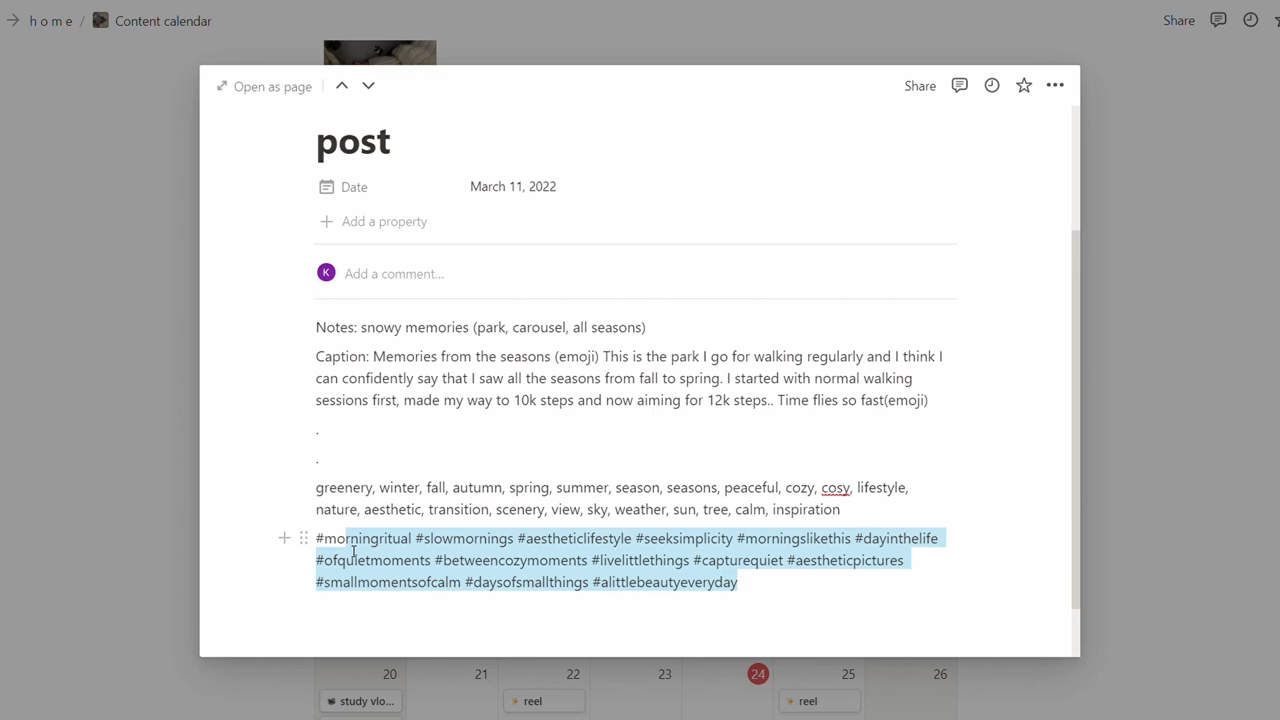 h o m e / Content calendar
Share
Open as page
Share
post
Date March 11, 2022
Add a property
K Add a comment...
Notes: snowy memories (park, carousel, all seasons)
Caption: Memories from the seasons (emoji) This is the park I go for walking regularly and I think I
can confidently say that I saw all the seasons from fall to spring. I started with normal walking
sessions first, made my way to 10k steps and now aiming for 12k steps.. Time flies so fast(emoji)
.
.
greenery, winter, fall, autumn, spring, summer, season, seasons, peaceful, cozy, cosy, lifestyle,
nature, aesthetic, transition, scenery, view, sky, weather, sun, tree, calm, inspiration
#morningritual #slowmornings #aestheticlifestyle #seeksimplicity #morningslikethis #dayinthelife
#ofquietmoments #betweencozymoments #livelittlethings #capturequiet #aestheticpictures
#smallmomentsofcalm #daysofsmallthings #alittlebeautyeveryday
20 21 22 23 24 25 26
study vlo... reel reel